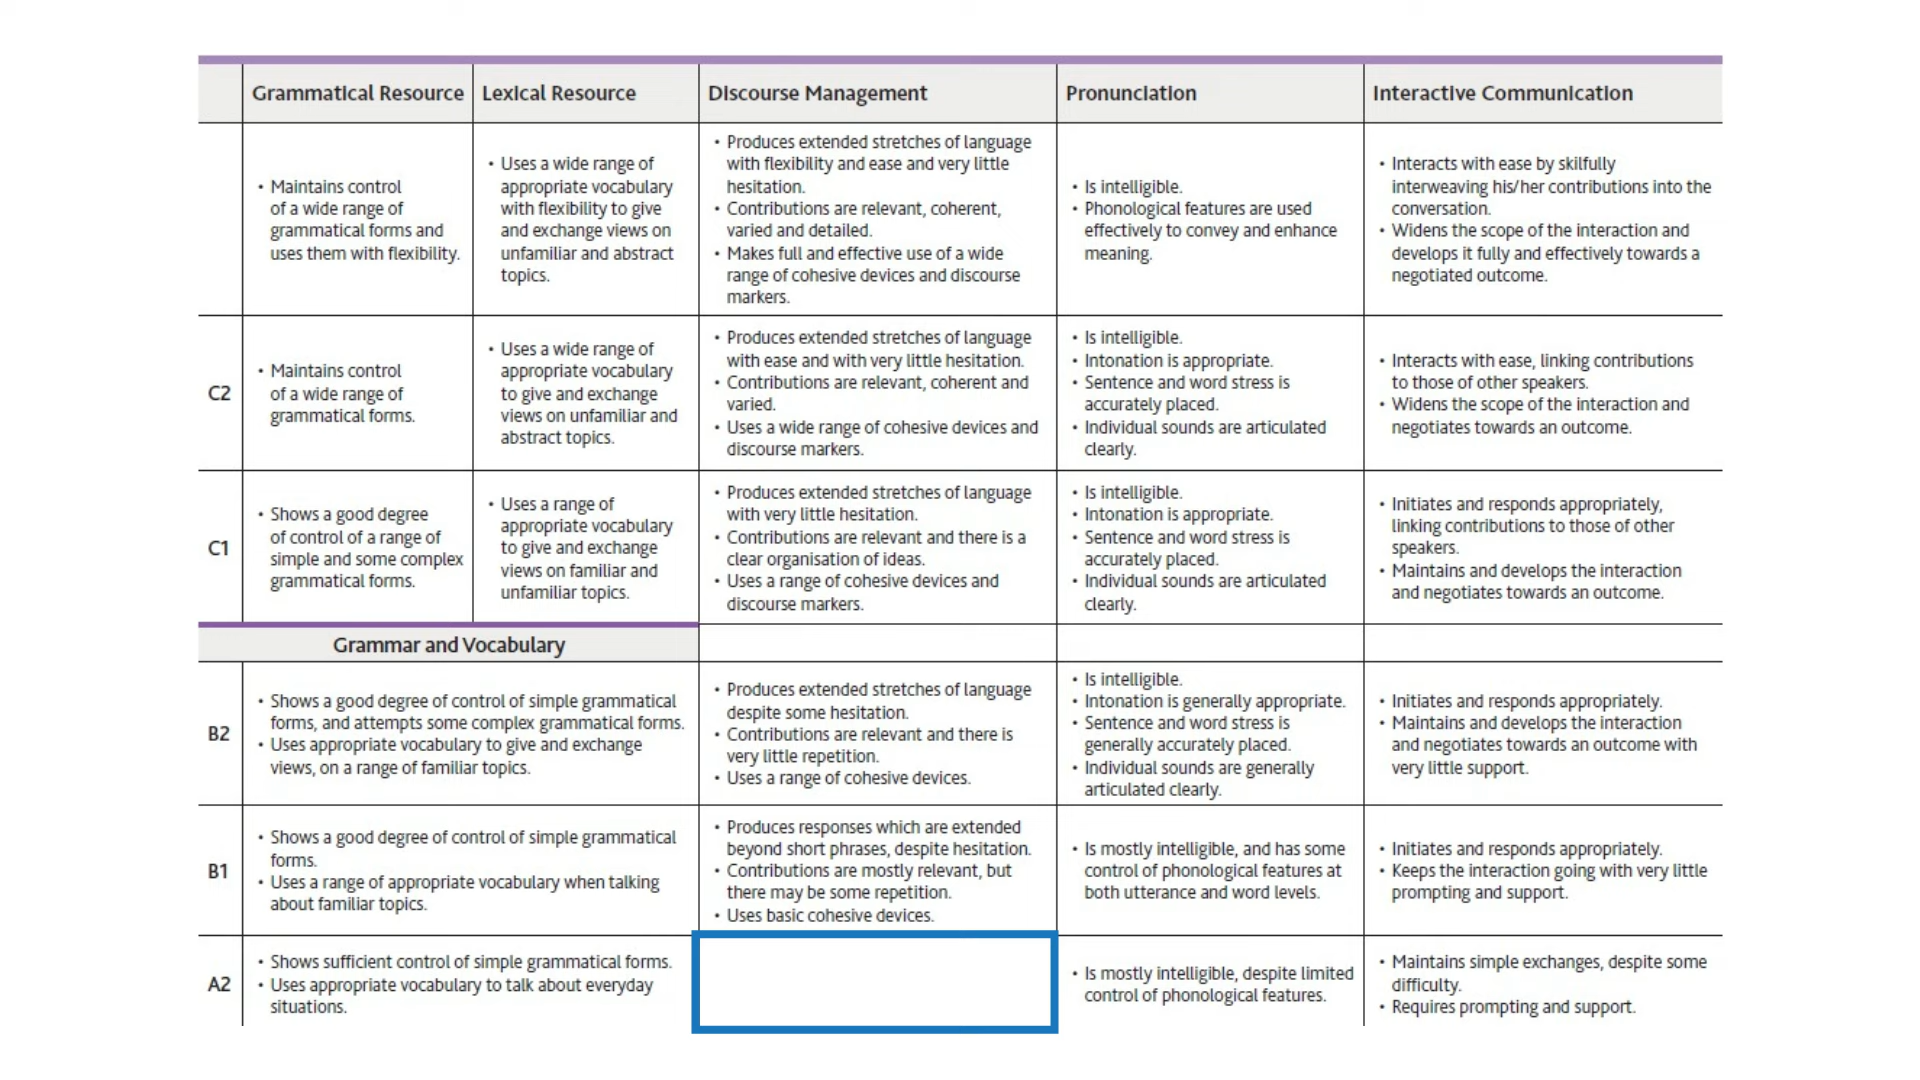 Grammatical Resource
Lexical Resource
Discourse Management
Pronunciation
Interactive Communication
• Maintains control
of a wide range of
grammatical forms and
uses them with flexibility.
• Uses a wide range of
appropriate vocabulary
with flexibility to give
and exchange views on
unfamiliar and abstract
topics.
• Produces extended stretches of language
with flexibility and ease and very little
hesitation.
• Contributions are relevant, coherent,
varied and detailed.
• Makes full and effective use of a wide
range of cohesive devices and discourse
markers.
• Is intelligible.
• Phonological features are used
effectively to convey and enhance
meaning.
• Interacts with ease by skilfully
interweaving his/her contributions into the
conversation.
• Widens the scope of the interaction and
develops it fully and effectively towards a
negotiated outcome.
C2
• Maintains control
of a wide range of
grammatical forms.
• Uses a wide range of
appropriate vocabulary
to give and exchange
views on unfamiliar and
abstract topics.
• Produces extended stretches of language
with ease and with very little hesitation.
• Contributions are relevant, coherent and
varied.
• Uses a wide range of cohesive devices and
discourse markers.
• Is intelligible.
• Intonation is appropriate.
• Sentence and word stress is
accurately placed.
• Individual sounds are articulated
clearly.
• Interacts with ease, linking contributions
to those of other speakers.
• Widens the scope of the interaction and
negotiates towards an outcome.
C1
• Shows a good degree
of control of a range of
simple and some complex
grammatical forms.
• Uses a range of
appropriate vocabulary
to give and exchange
views on familiar and
unfamiliar topics.
• Produces extended stretches of language
with very little hesitation.
• Contributions are relevant and there is a
clear organisation of ideas.
• Uses a range of cohesive devices and
discourse markers.
• Is intelligible.
• Intonation is appropriate.
• Sentence and word stress is
accurately placed.
• Individual sounds are articulated
clearly.
• Initiates and responds appropriately,
linking contributions to those of other
speakers.
• Maintains and develops the interaction
and negotiates towards an outcome.
Grammar and Vocabulary
B2
• Shows a good degree of control of simple grammatical
forms, and attempts some complex grammatical forms.
• Uses appropriate vocabulary to give and exchange
views, on a range of familiar topics.
• Produces extended stretches of language
despite some hesitation.
• Contributions are relevant and there is
very little repetition.
• Uses a range of cohesive devices.
• Is intelligible.
• Intonation is generally appropriate.
• Sentence and word stress is
generally accurately placed.
• Individual sounds are generally
articulated clearly.
• Initiates and responds appropriately.
• Maintains and develops the interaction
and negotiates towards an outcome with
very little support.
B1
• Shows a good degree of control of simple grammatical
forms.
• Uses a range of appropriate vocabulary when talking
about familiar topics.
• Produces responses which are extended
beyond short phrases, despite hesitation.
• Contributions are mostly relevant, but
there may be some repetition.
• Uses basic cohesive devices.
• Is mostly intelligible, and has some
control of phonological features at
both utterance and word levels.
• Initiates and responds appropriately.
• Keeps the interaction going with very little
prompting and support.
A2
• Shows sufficient control of simple grammatical forms.
• Uses appropriate vocabulary to talk about everyday
situations.
• Is mostly intelligible, despite limited
control of phonological features.
• Maintains simple exchanges, despite some
difficulty.
• Requires prompting and support.